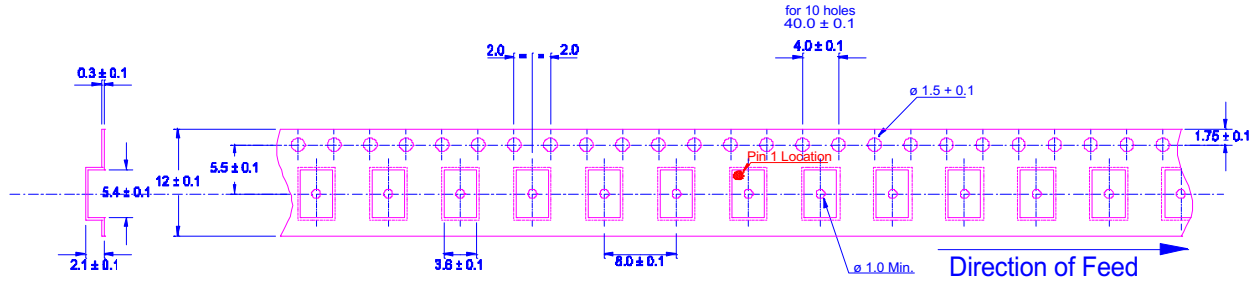 for 10 holes
40.0 ± 0.1
2.0 2.0
4.0 ± 0.1
0.3 ± 0.1
ø 1.5 + 0.1
1.75 ± 0.1
Pin 1 Location
5.5 ± 0.1
12 ± 0.1
5.4 ± 0.1
2.1 ± 0.1
3.6 ± 0.1
8.0 ± 0.1
ø 1.0 Min.
Direction of Feed